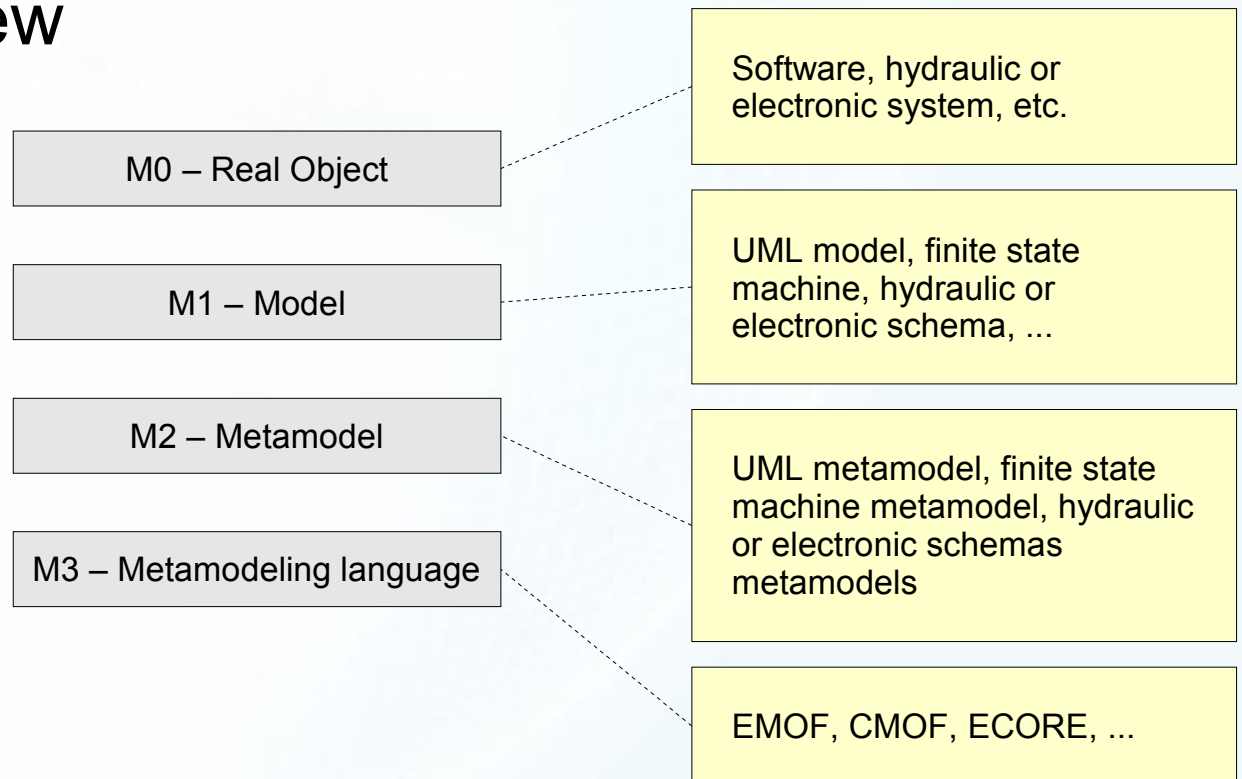 M0 – Real Object
Software, hydraulic or
electronic system, etc.
M1 – Model
UML model, finite state
machine, hydraulic or
electronic schema, ...
M2 – Metamodel
UML metamodel, finite state
machine metamodel, hydraulic
or electronic schemas
metamodels
M3 – Metamodeling language
EMOF, CMOF, ECORE, ...